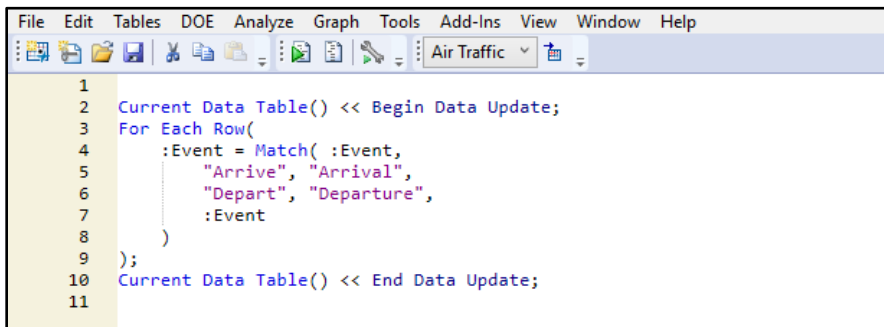 File Edit Tables DOE Analyze Graph Tools Add-Ins View Window Help
Air Traffic
1
2 Current Data Table() << Begin Data Update;
3 For Each Row(
4 :Event = Match( :Event,
5 "Arrive", "Arrival",
6 "Depart", "Departure",
7 :Event
8 )
9 );
10 Current Data Table() << End Data Update;
11